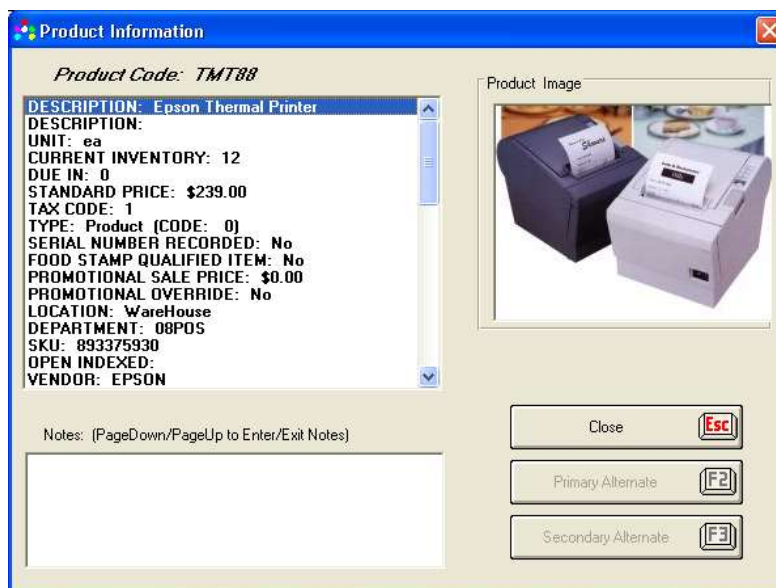 Product Information
Product Code: TMT88
DESCRIPTION: Epson Thermal Printer
DESCRIPTION:
UNIT: ea
CURRENT INVENTORY: 12
DUE IN: 0
STANDARD PRICE: $239.00
TAX CODE: 1
TYPE: Product (CODE: 0)
SERIAL NUMBER RECORDED: No
FOOD STAMP QUALIFIED ITEM: No
PROMOTIONAL SALE PRICE: $0.00
PROMOTIONAL OVERRIDE: No
LOCATION: WareHouse
DEPARTMENT: 08POS
SKU: 893375930
OPEN INDEXED:
VENDOR: EPSON
Product Image
Notes: (PageDown/PageUp to Enter/Exit Notes)
Close Esc
Primary Alternate F2
Secondary Alternate F3